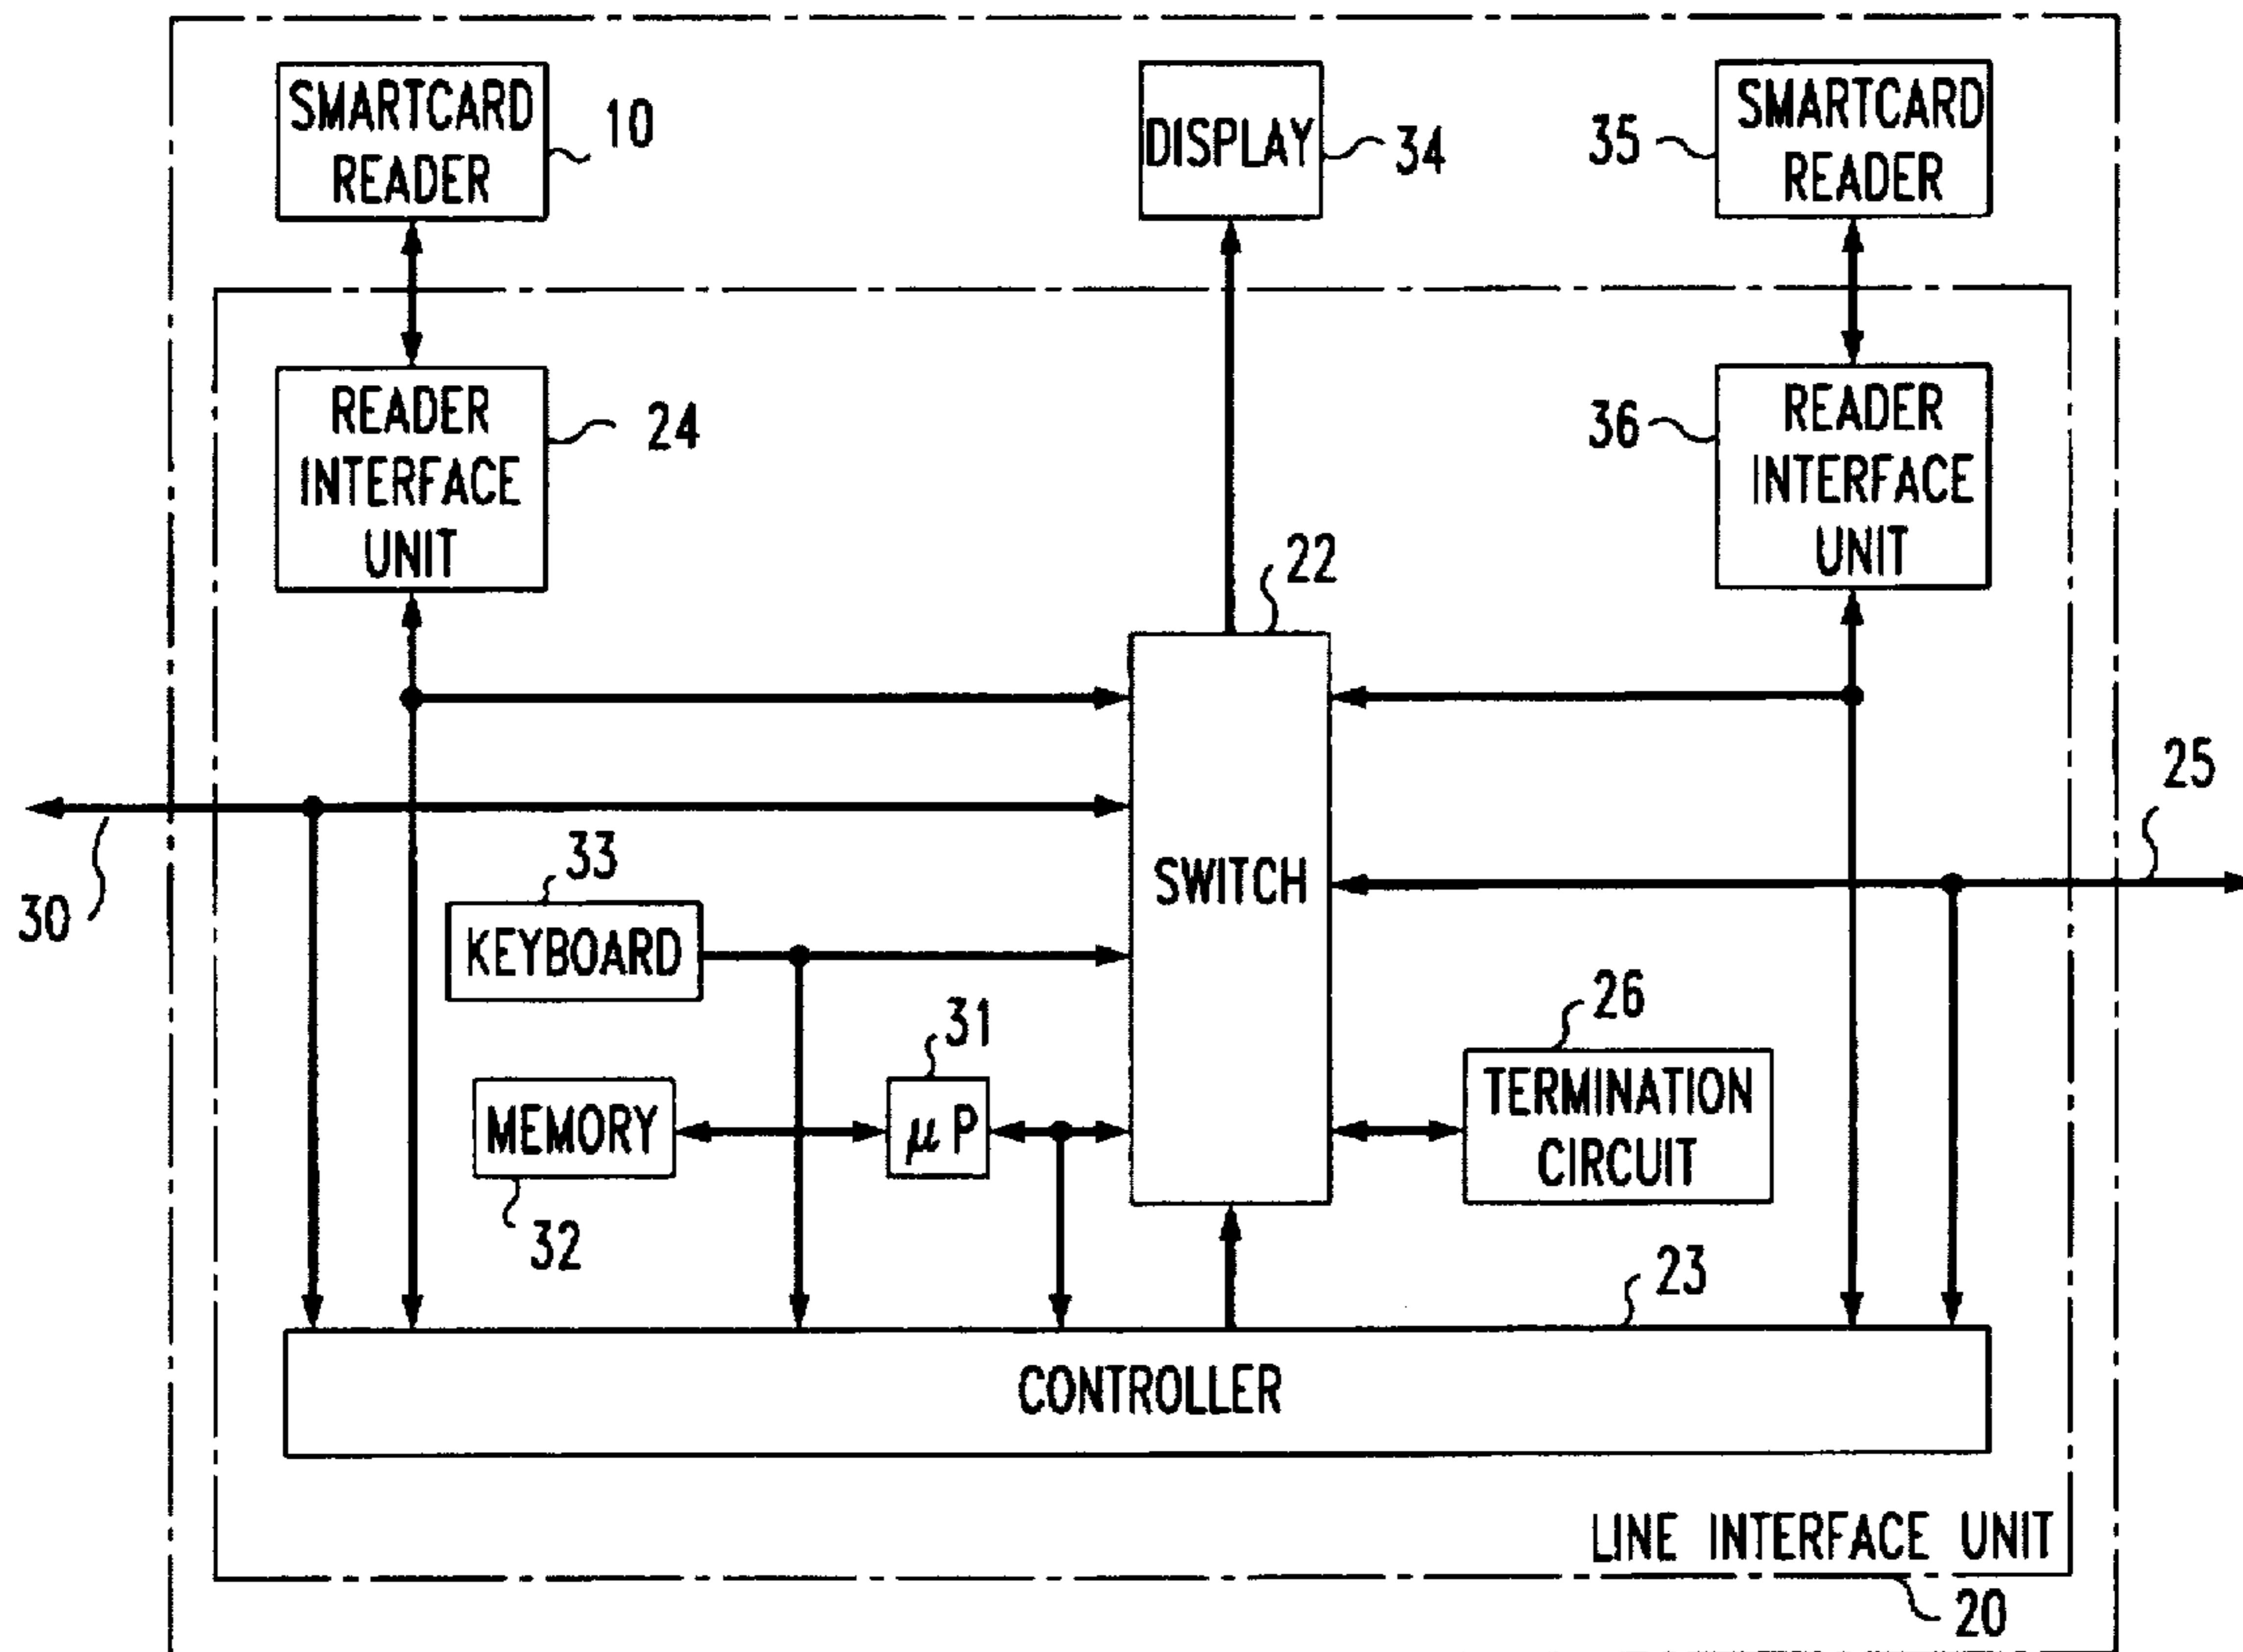 SMARTCARD
READER
10
DISPLAY
34
35
SMARTCARD
READER
READER
INTERFACE
UNIT
24
36
READER
INTERFACE
UNIT
22
25
30
33
KEYBOARD
SWITCH
31
26
MEMORY
μP
TERMINATION
CIRCUIT
32
23
CONTROLLER
LINE INTERFACE UNIT
20